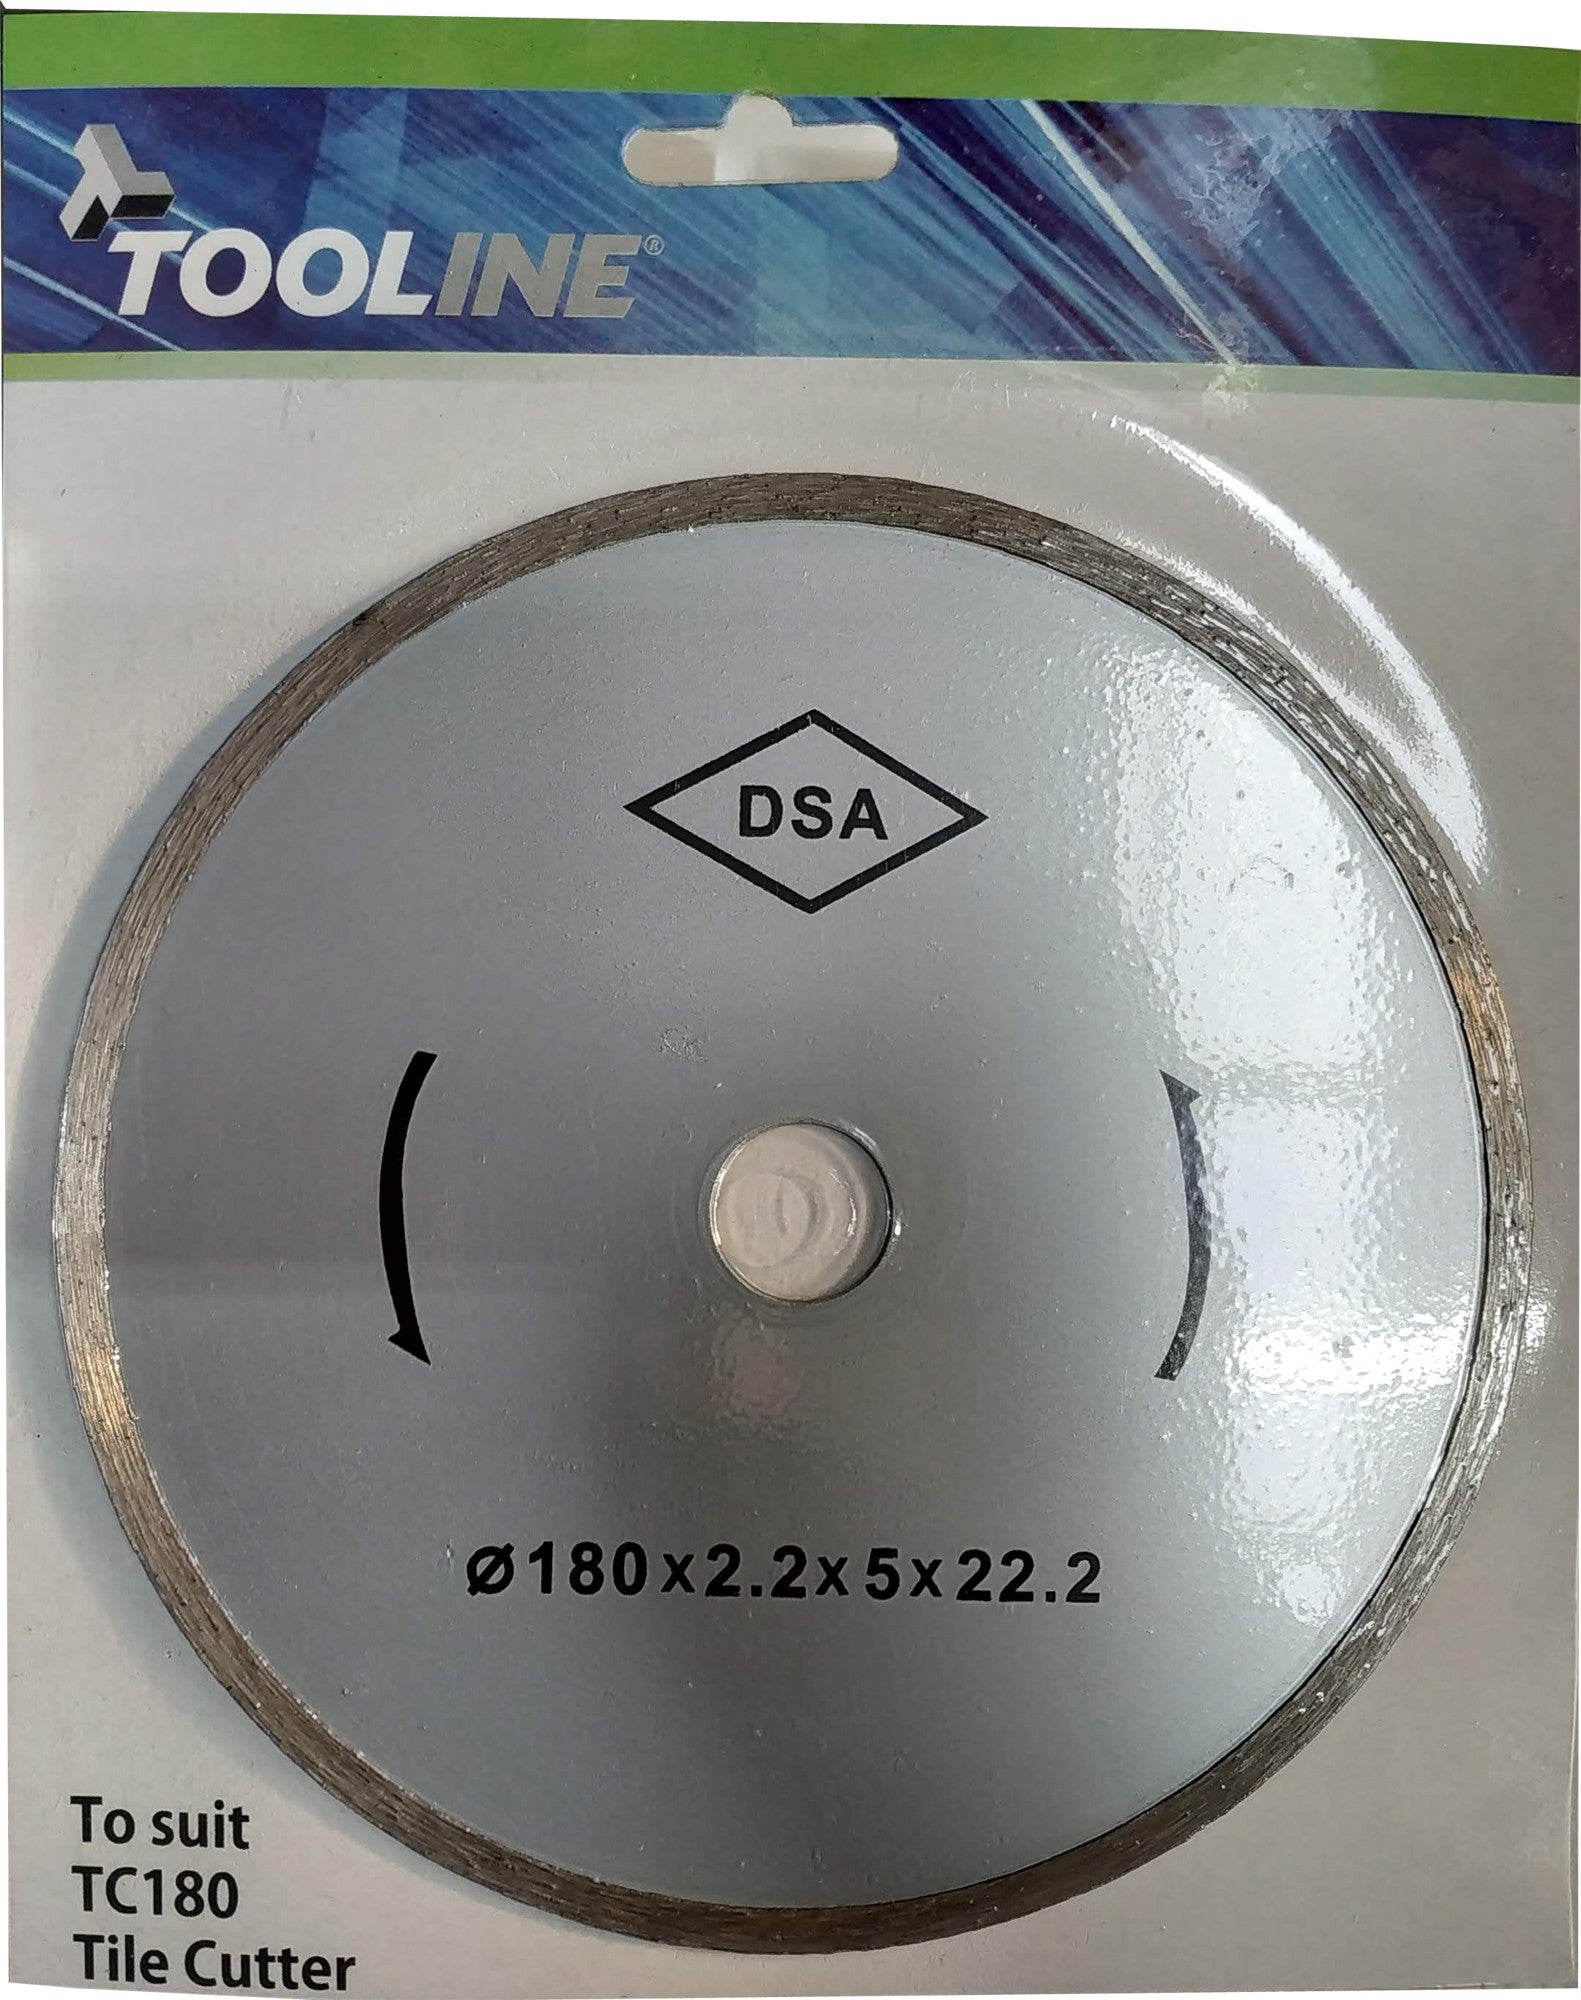 TOOLINE®
DSA
Ø180x2.2x5x22.2
To suit
TC180
Tile Cutter